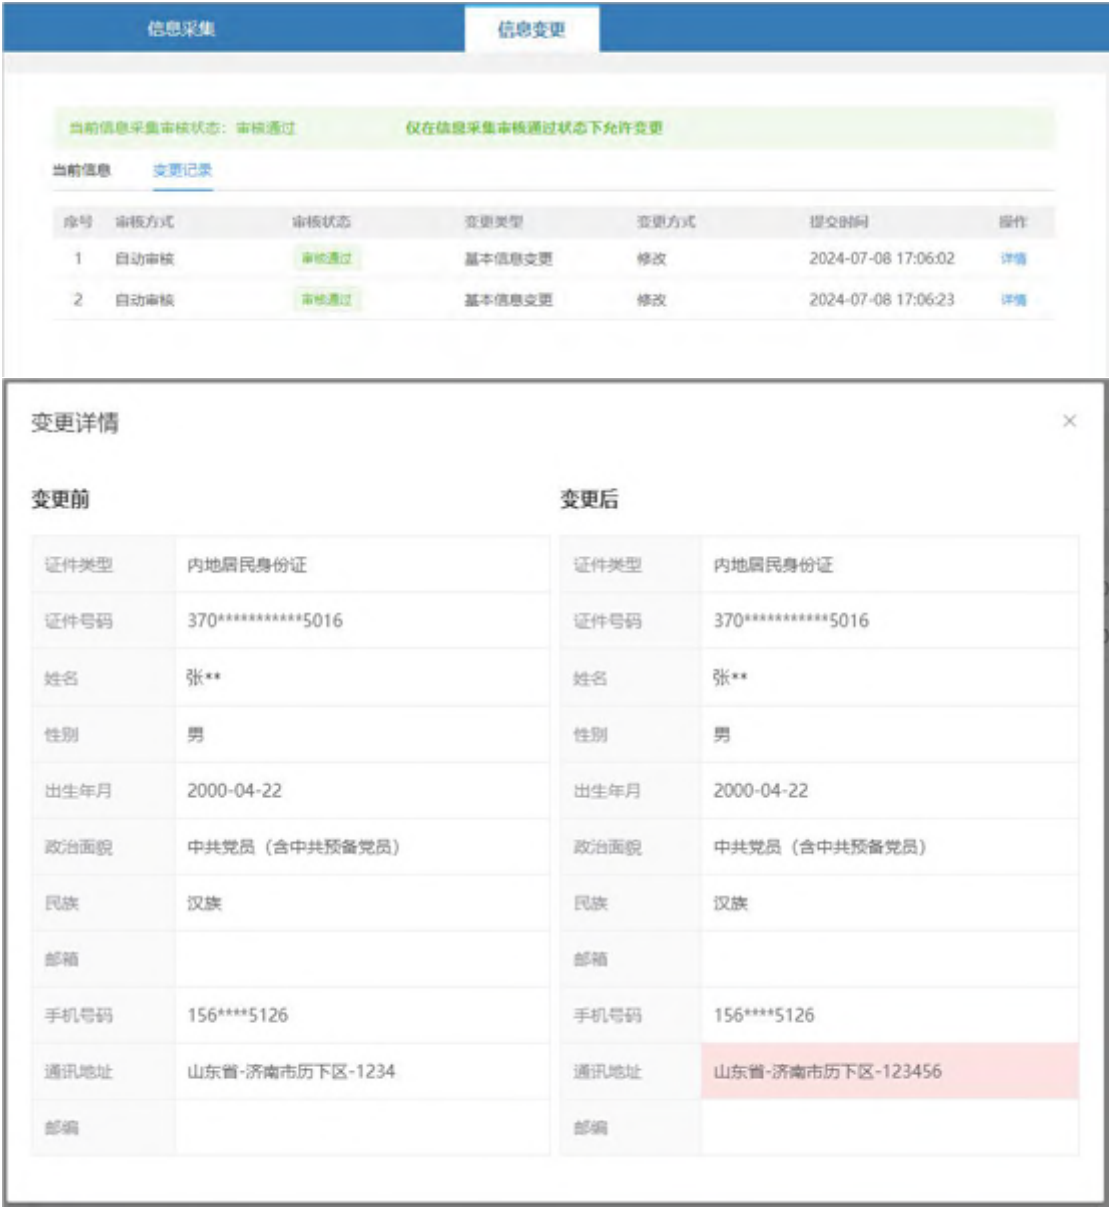 信息采集 信息变更
当前信息采集审核状态：审核通过 仅在信息采集审核通过状态下允许变更
当前信息 变更记录
序号 审核方式 审核状态 变更类型 变更方式 提交时间 操作
1 自动审核 审核通过 基本信息变更 修改 2024-07-08 17:06:02 详情
2 自动审核 审核通过 基本信息变更 修改 2024-07-08 17:06:23 详情
变更详情 ×
变更前 变更后
证件类型 内地居民身份证 证件类型 内地居民身份证
证件号码 370***********5016 证件号码 370***********5016
姓名 张** 姓名 张**
性别 男 性别 男
出生年月 2000-04-22 出生年月 2000-04-22
政治面貌 中共党员（含中共预备党员） 政治面貌 中共党员（含中共预备党员）
民族 汉族 民族 汉族
邮箱 邮箱
手机号码 156****5126 手机号码 156****5126
通讯地址 山东省-济南市历下区-1234 通讯地址 山东省-济南市历下区-123456
邮编 邮编